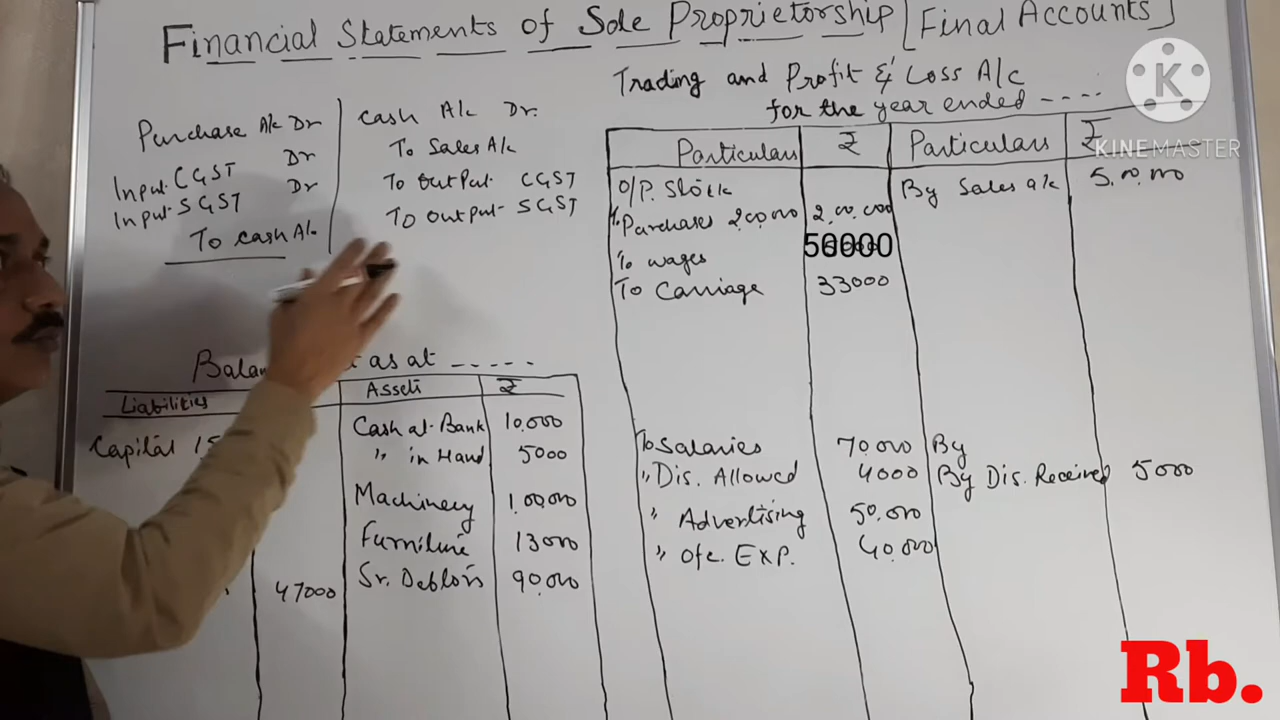 Financial Statements of Sole Proprietorship [Final Accounts]
Trading and Profit & Loss A/c
for the year ended ----
K
KINEMASTER
Purchase A/c Dr
Input CGST Dr
Input SGST Dr
To cash A/c
cash A/c Dr.
To Sales A/c
To Output CGST
To Output SGST
Particulars ₹ Particulars ₹
O/P. Stock By Sales a/c 5,00,000
To Purchase 2,00,000 2,00,000
To wages 50000
To Carriage 33000
To Salaries 70,000 By
" Dis. Allowed 4000 By Dis. Received 5000
" Advertising 50,000
" Ofc. Exp. 40,000
as at -----
Liabilities Assets ₹
Capital Cash at Bank 10,000
" in Hand 5000
Machinery 1,00,000
Furniture 13000
47000 Sr. Debtors 90,000
Rb.